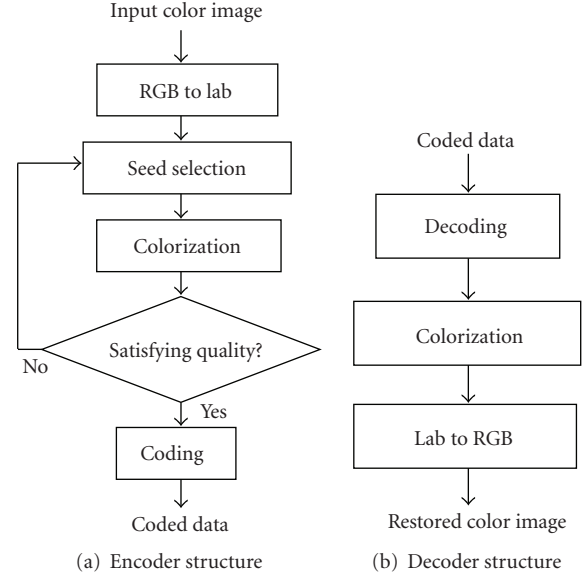 Input color image
RGB to lab
Seed selection
Colorization
Satisfying quality?
No
Yes
Coding
Coded data
(a) Encoder structure
Coded data
Decoding
Colorization
Lab to RGB
Restored color image
(b) Decoder structure